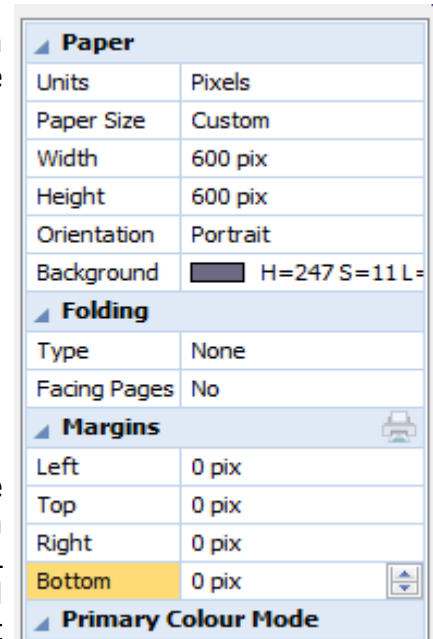 Paper
Units Pixels
Paper Size Custom
Width 600 pix
Height 600 pix
Orientation Portrait
Background H=247 S=11 L=
Folding
Type None
Facing Pages No
Margins
Left 0 pix
Top 0 pix
Right 0 pix
Bottom 0 pix
Primary Colour Mode